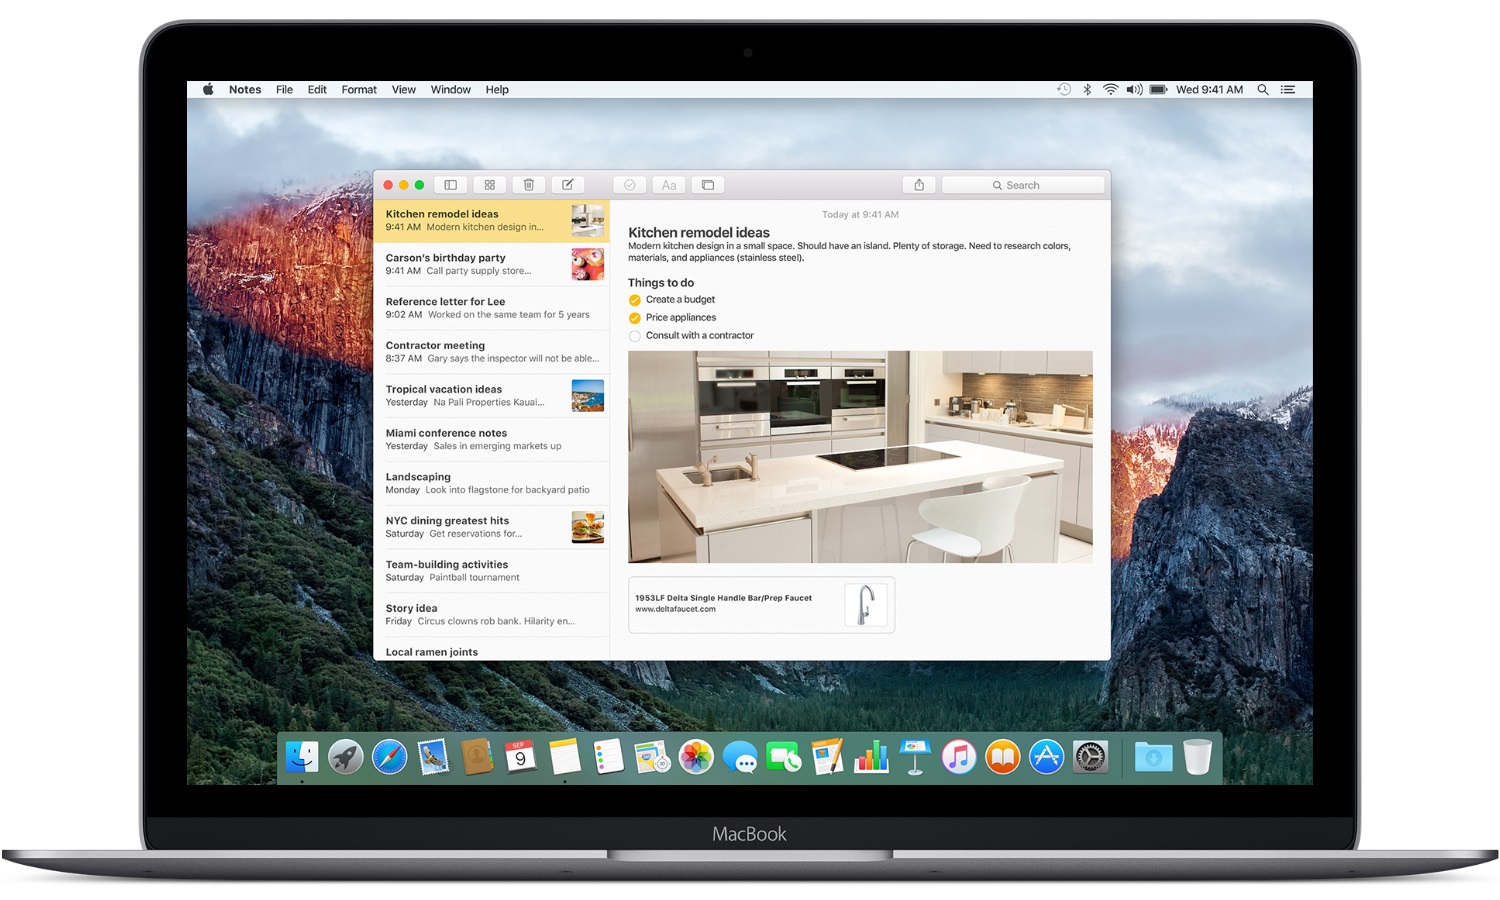 Notes File Edit Format View Window Help Wed 9:41 AM
Aa Search
Kitchen remodel ideas
9:41 AM Modern kitchen design in...
Carson's birthday party
9:41 AM Call party supply store...
Reference letter for Lee
9:02 AM Worked on the same team for 5 years
Contractor meeting
8:37 AM Gary says the inspector will not be able...
Tropical vacation ideas
Yesterday Na Pali Properties Kauai...
Miami conference notes
Yesterday Sales in emerging markets up
Landscaping
Monday Look into flagstone for backyard patio
NYC dining greatest hits
Saturday Get reservations for...
Team-building activities
Saturday Paintball tournament
Story idea
Friday Circus clowns rob bank. Hilarity en...
Local ramen joints
Today at 9:41 AM
Kitchen remodel ideas
Modern kitchen design in a small space. Should have an island. Plenty of storage. Need to research colors,
materials, and appliances (stainless steel).
Things to do
Create a budget
Price appliances
Consult with a contractor
1953LF Delta Single Handle Bar/Prep Faucet
www.deltafaucet.com
SEP
9
MacBook